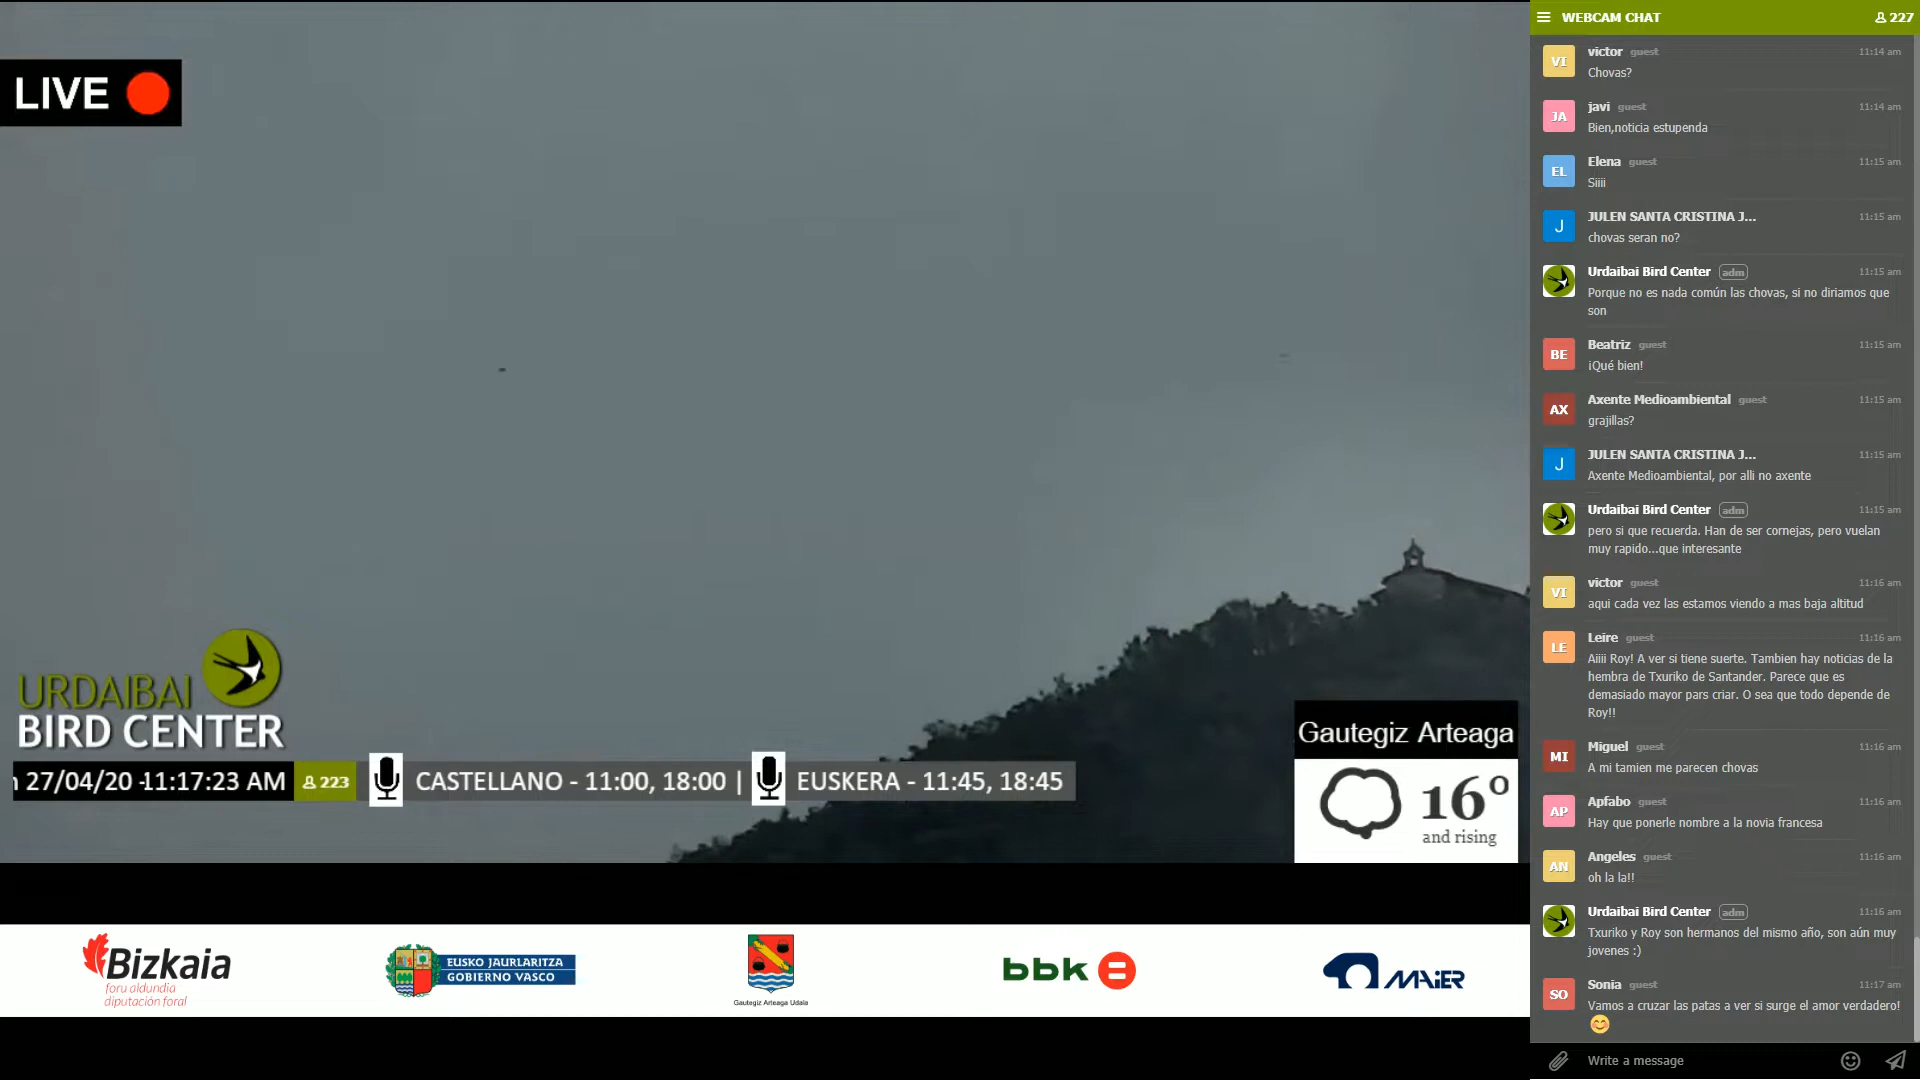 LIVE
URDAIBAI
BIRD CENTER
27/04/20 -11:17:23 AM
223
CASTELLANO - 11:00, 18:00 |
EUSKERA - 11:45, 18:45
Gautegiz Arteaga
16º
and rising
Bizkaia
foru aldundia
diputación foral
EUSKO JAURLARITZA
GOBIERNO VASCO
Gautegiz Arteaga Udala
bbk
MAIER
WEBCAM CHAT
227
VI
victor guest 11:14 am
Chovas?
JA
javi guest 11:14 am
Bien,noticia estupenda
EL
Elena guest 11:15 am
Siiii
J
JULEN SANTA CRISTINA J... 11:15 am
chovas seran no?
Urdaibai Bird Center adm 11:15 am
Porque no es nada común las chovas, si no diriamos que
son
BE
Beatriz guest 11:15 am
¡Qué bien!
AX
Axente Medioambiental guest 11:15 am
grajillas?
J
JULEN SANTA CRISTINA J... 11:15 am
Axente Medioambiental, por alli no axente
Urdaibai Bird Center adm 11:15 am
pero si que recuerda. Han de ser cornejas, pero vuelan
muy rapido...que interesante
VI
victor guest 11:16 am
aqui cada vez las estamos viendo a mas baja altitud
LE
Leire guest 11:16 am
Aiiii Roy! A ver si tiene suerte. Tambien hay noticias de la
hembra de Txuriko de Santander. Parece que es
demasiado mayor pars criar. O sea que todo depende de
Roy!!
MI
Miguel guest 11:16 am
A mi tamien me parecen chovas
AP
Apfabo guest 11:16 am
Hay que ponerle nombre a la novia francesa
AN
Angeles guest 11:16 am
oh la la!!
Urdaibai Bird Center adm 11:16 am
Txuriko y Roy son hermanos del mismo año, son aún muy
jovenes :)
SO
Sonia guest 11:17 am
Vamos a cruzar las patas a ver si surge el amor verdadero!
😊
Write a message